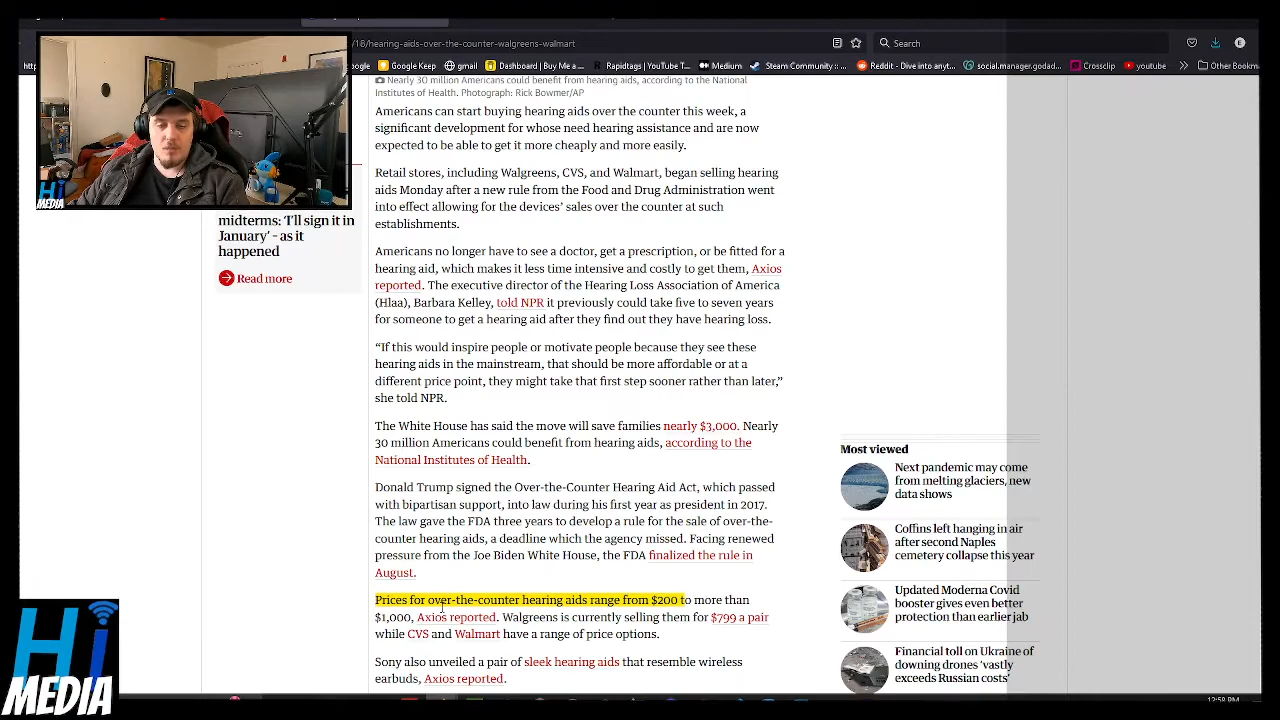 /18/hearing-aids-over-the-counter-walgreens-walmart
Search
E
Google Keep
gmail
Dashboard | Buy Me a ...
Rapidtags | YouTube T...
Medium
Steam Community :: ...
Reddit - Dive into anyt...
social.manager.godad...
Crossclip
youtube
Other Bookm
Hi
MEDIA
midterms: ‘I’ll sign it in
January’ – as it
happened
Read more
Nearly 30 million Americans could benefit from hearing aids, according to the National
Institutes of Health. Photograph: Rick Bowmer/AP
Americans can start buying hearing aids over the counter this week, a
significant development for whose need hearing assistance and are now
expected to be able to get it more cheaply and more easily.
Retail stores, including Walgreens, CVS, and Walmart, began selling hearing
aids Monday after a new rule from the Food and Drug Administration went
into effect allowing for the devices’ sales over the counter at such
establishments.
Americans no longer have to see a doctor, get a prescription, or be fitted for a
hearing aid, which makes it less time intensive and costly to get them, Axios
reported. The executive director of the Hearing Loss Association of America
(Hlaa), Barbara Kelley, told NPR it previously could take five to seven years
for someone to get a hearing aid after they find out they have hearing loss.
“If this would inspire people or motivate people because they see these
hearing aids in the mainstream, that should be more affordable or at a
different price point, they might take that first step sooner rather than later,”
she told NPR.
The White House has said the move will save families nearly $3,000. Nearly
30 million Americans could benefit from hearing aids, according to the
National Institutes of Health.
Donald Trump signed the Over-the-Counter Hearing Aid Act, which passed
with bipartisan support, into law during his first year as president in 2017.
The law gave the FDA three years to develop a rule for the sale of over-the-
counter hearing aids, a deadline which the agency missed. Facing renewed
pressure from the Joe Biden White House, the FDA finalized the rule in
August.
Prices for over-the-counter hearing aids range from $200 to more than
$1,000, Axios reported. Walgreens is currently selling them for $799 a pair
while CVS and Walmart have a range of price options.
Sony also unveiled a pair of sleek hearing aids that resemble wireless
earbuds, Axios reported.
Most viewed
Next pandemic may come
from melting glaciers, new
data shows
Coffins left hanging in air
after second Naples
cemetery collapse this year
Updated Moderna Covid
booster gives even better
protection than earlier jab
Financial toll on Ukraine of
downing drones ‘vastly
exceeds Russian costs’
Hi
MEDIA
12:58 PM